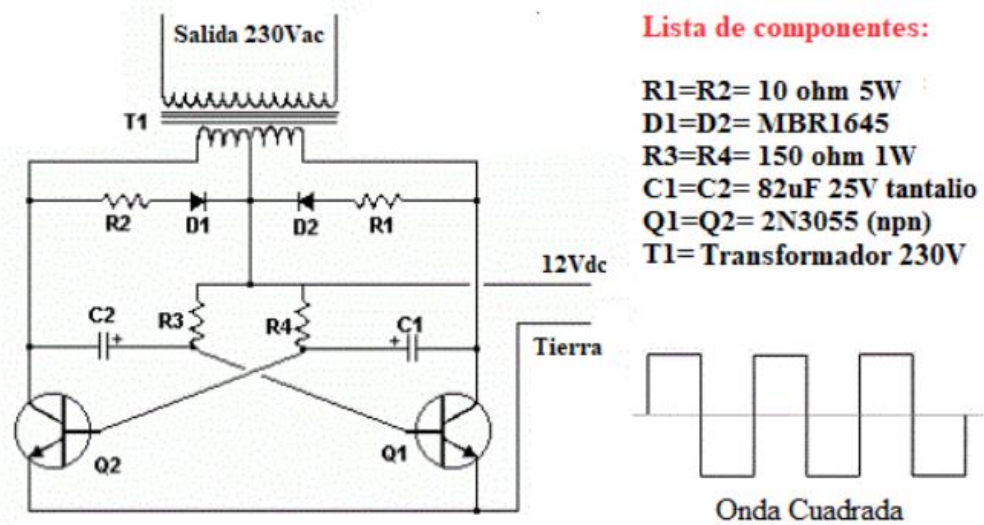 Salida 230Vac
T1
R2
D1
D2
R1
12Vdc
C2
R3
R4
C1
+
+
Tierra
Q2
Q1
Lista de componentes:
R1=R2= 10 ohm 5W
D1=D2= MBR1645
R3=R4= 150 ohm 1W
C1=C2= 82uF 25V tantalio
Q1=Q2= 2N3055 (npn)
T1= Transformador 230V
Onda Cuadrada